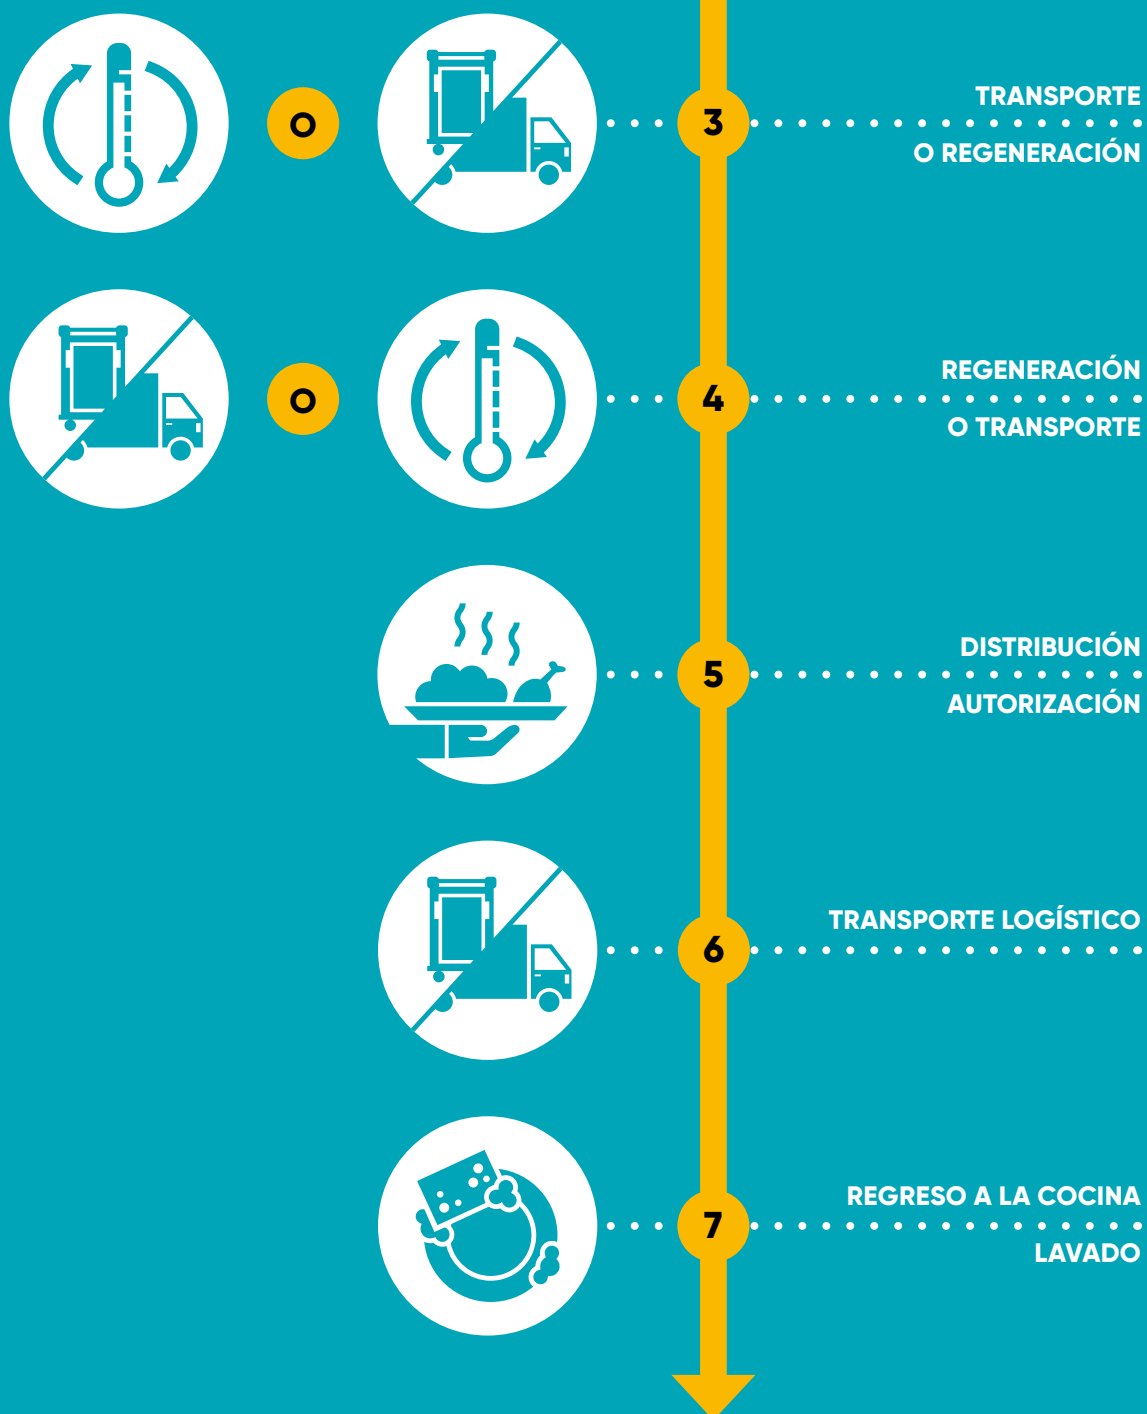 O
3
TRANSPORTE
O REGENERACIÓN
O
4
REGENERACIÓN
O TRANSPORTE
5
DISTRIBUCIÓN
AUTORIZACIÓN
6
TRANSPORTE LOGÍSTICO
7
REGRESO A LA COCINA
LAVADO